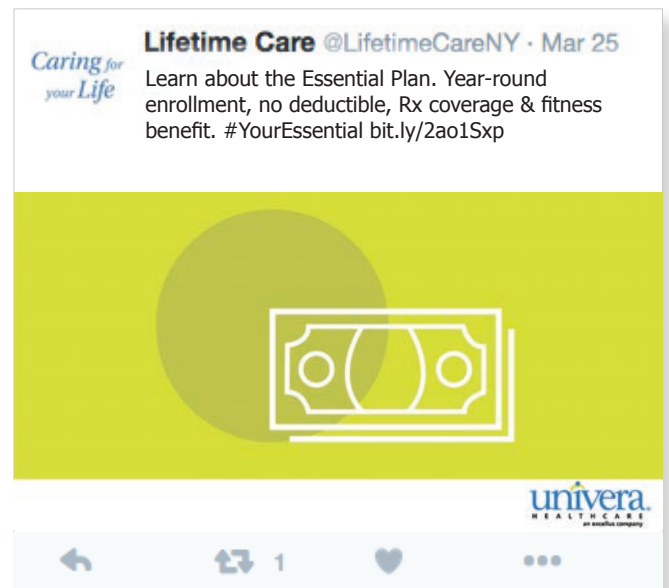 Caring for
your Life
Lifetime Care @LifetimeCareNY · Mar 25
Learn about the Essential Plan. Year-round
enrollment, no deductible, Rx coverage & fitness
benefit. #YourEssential bit.ly/2ao1Sxp
univera.
HEALTHCARE
an excellus company
1